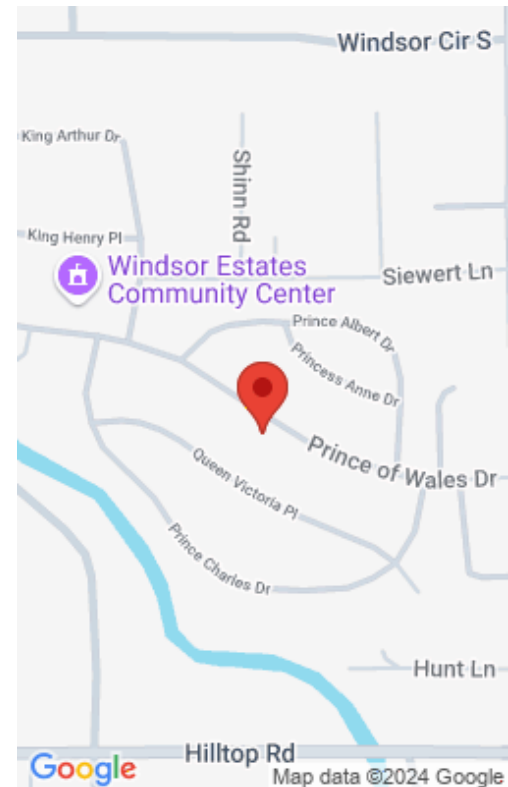 Windsor Cir S
King Arthur Dr
Shinn Rd
King Henry Pl
Windsor Estates
Community Center
Siewert Ln
Prince Albert Dr
Princess Anne Dr
Prince of Wales Dr
Queen Victoria Pl
Prince Charles Dr
Hunt Ln
Hilltop Rd
Google
Map data ©2024 Google